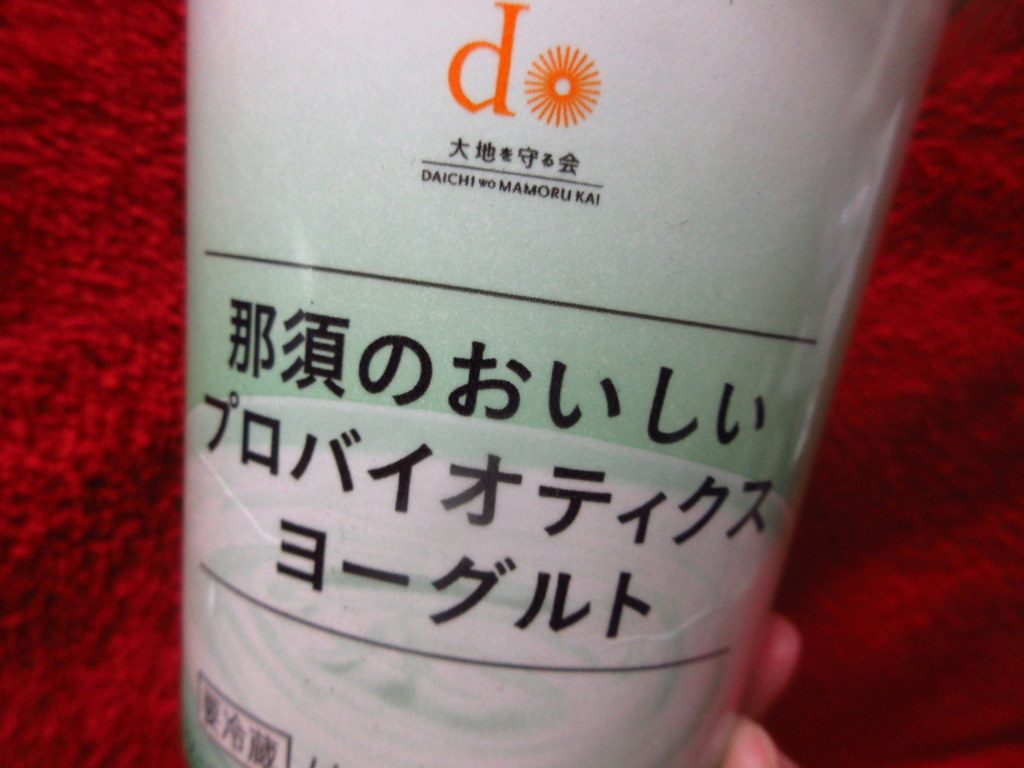 do
大地を守る会
DAICHI wo MAMORU KAI
那須のおいしい
プロバイオティクス
ヨーグルト
要冷蔵